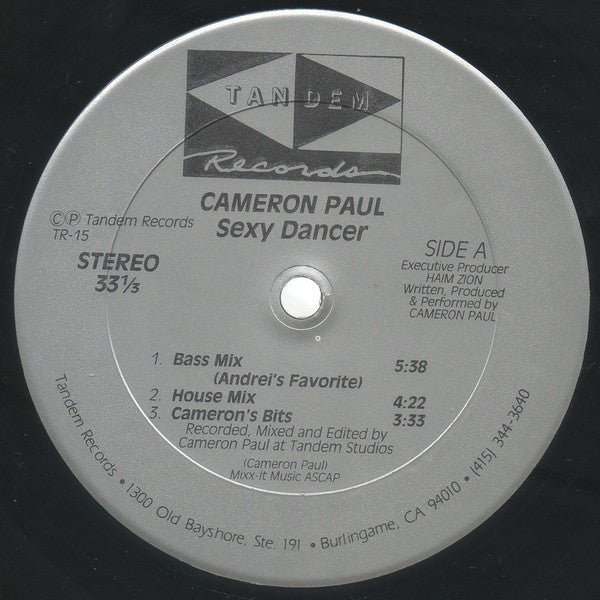 TANDEM
Records
CAMERON PAUL
Sexy Dancer
ⒸⓅ Tandem Records
TR-15
STEREO
33⅓
SIDE A
Executive Producer
HAIM ZION
Written, Produced
& Performed by
CAMERON PAUL
1. Bass Mix 5:38
(Andrei's Favorite)
2. House Mix 4:22
3. Cameron's Bits 3:33
Recorded, Mixed and Edited by
Cameron Paul at Tandem Studios
(Cameron Paul)
Mixx-It Music ASCAP
Tandem Records • 1300 Old Bayshore, Ste. 191 • Burlingame, CA 94010 • (415) 344-3640